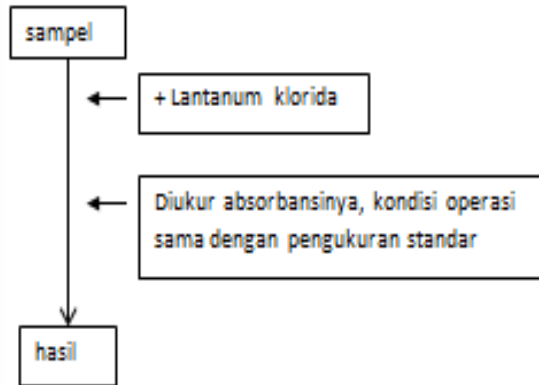 sampel
+ Lantanum klorida
Diukur absorbansinya, kondisi operasi
sama dengan pengukuran standar
hasil